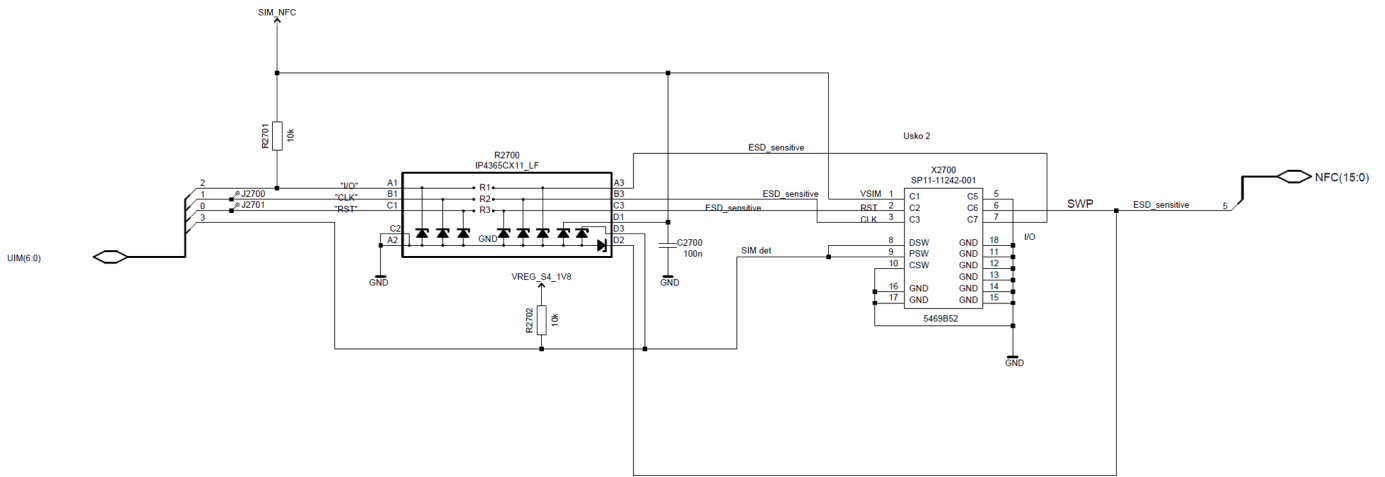 SIM_NFC
R2701
10k
Usko 2
ESD_sensitive
R2700
IP4365CX11_LF
X2700
SP11-11242-001
NFC(15:0)
2
"I/O"
A1
R1
A3
1
J2700
"CLK"
B1
R2
B3
ESD_sensitive
VSIM
1
C1
C5
5
0
J2701
"RST"
C1
R3
C3
ESD_sensitive
RST
2
C2
C6
6
SWP
ESD_sensitive
5
3
D1
CLK
3
C3
C7
7
C2
D3
I/O
A2
GND
D2
C2700
100n
SIM det
8
DSW
GND
18
9
PSW
GND
11
10
CSW
GND
12
GND
13
16
GND
GND
14
17
GND
GND
15
UIM(6:0)
GND
VREG_S4_1V8
GND
R2702
10k
5469B52
GND